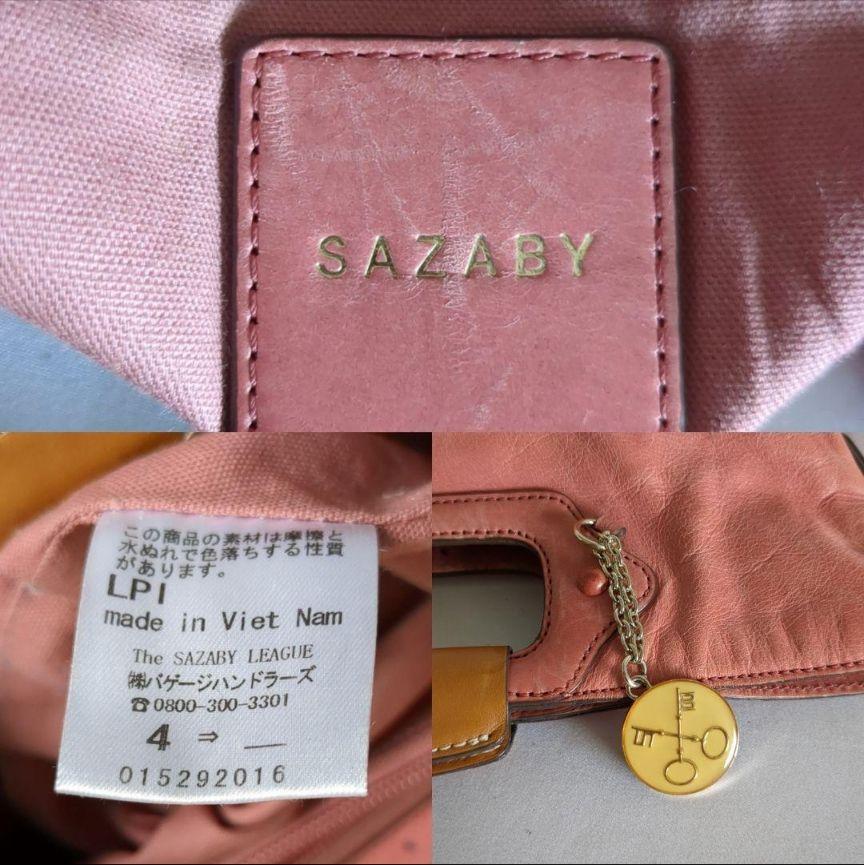 SAZABY
この商品の素材は摩擦と
水ぬれで色落ちする性質
があります。
LPI
made in Viet Nam
The SAZABY LEAGUE
㈱バゲージハンドラーズ
☎0800-300-3301
4 ⇒ __
015292016